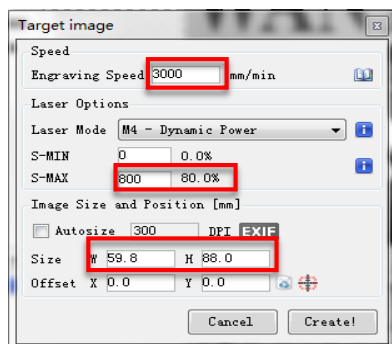 Target image
Speed
Engraving Speed 3000 mm/min
Laser Options
Laser Mode M4 - Dynamic Power
S-MIN 0 0.0%
S-MAX 800 80.0%
Image Size and Position [mm]
Autosize 300 DPI EXIF
Size W 59.8 H 88.0
Offset X 0.0 Y 0.0
Cancel Create!